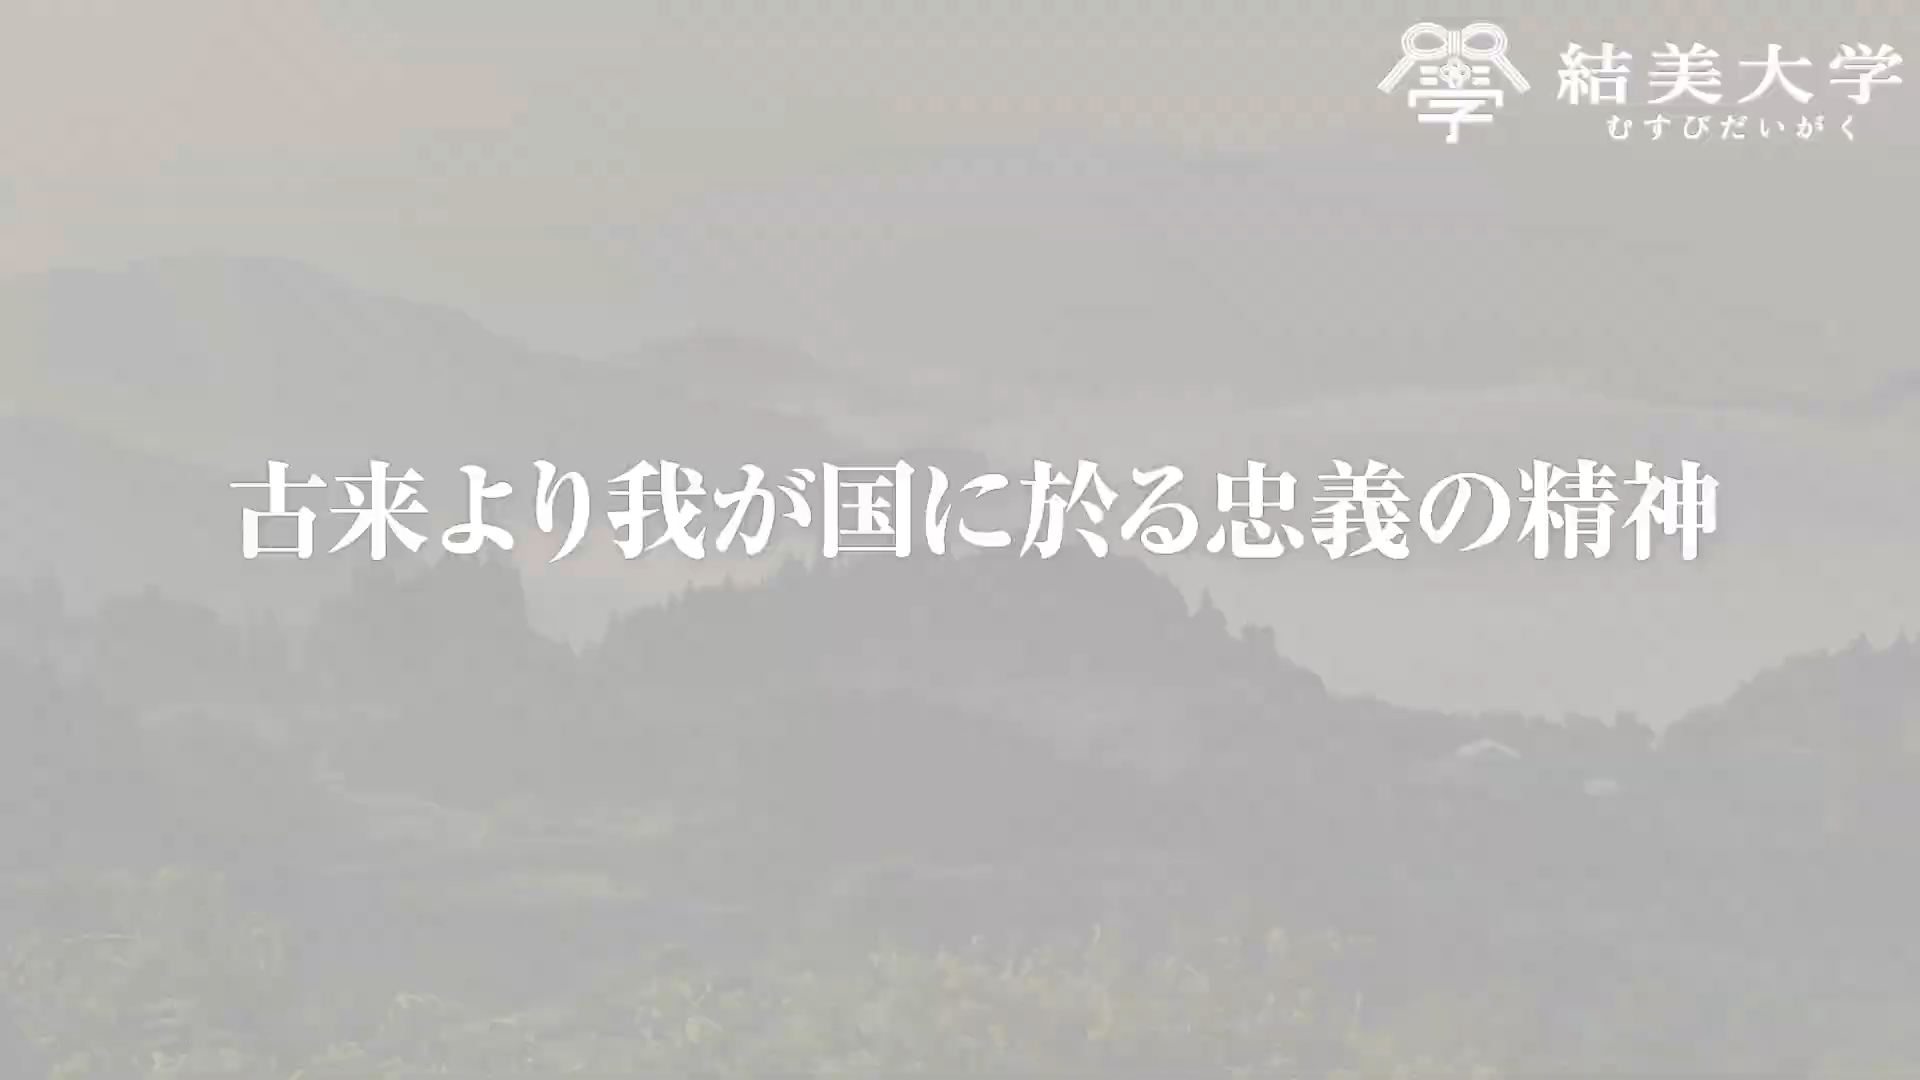 結美大学
むすびだいがく
古来より我が国に於る忠義の精神